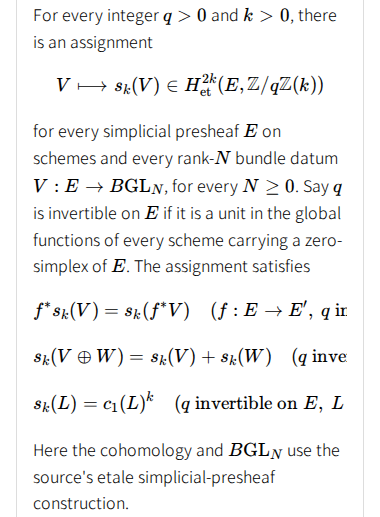 For every integer q > 0 and k > 0, there
is an assignment
V ⟼ s_k(V) ∈ H^{2k}_{et}(E, ℤ/qℤ(k))
for every simplicial presheaf E on
schemes and every rank-N bundle datum
V : E → BGL_N, for every N ≥ 0. Say q
is invertible on E if it is a unit in the global
functions of every scheme carrying a zero-
simplex of E. The assignment satisfies
f* s_k(V) = s_k(f*V) (f : E → E′, q
s_k(V ⊕ W) = s_k(V) + s_k(W) (q
s_k(L) = c_1(L)^k (q invertible on E, L
Here the cohomology and BGL_N use the
source's etale simplicial-presheaf
construction.